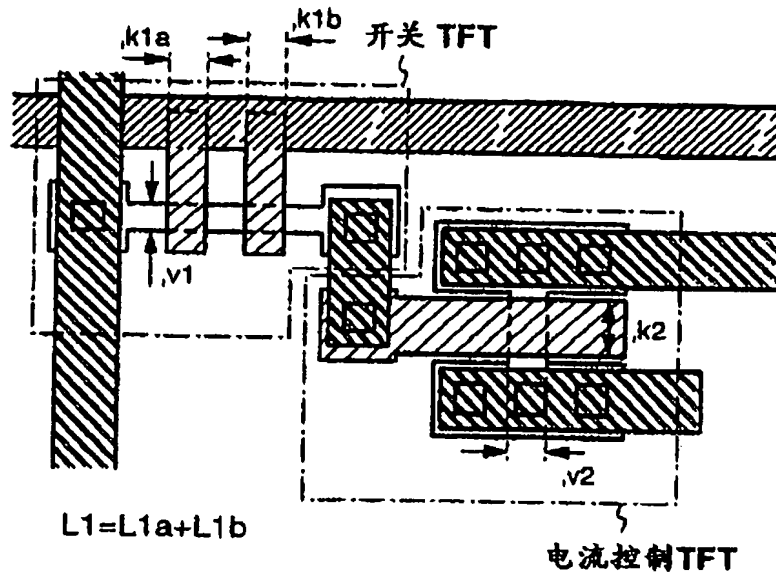 ,k1b
,k1a
开关 TFT
,v1
,k2
,v2
L1=L1a+L1b
电流控制TFT